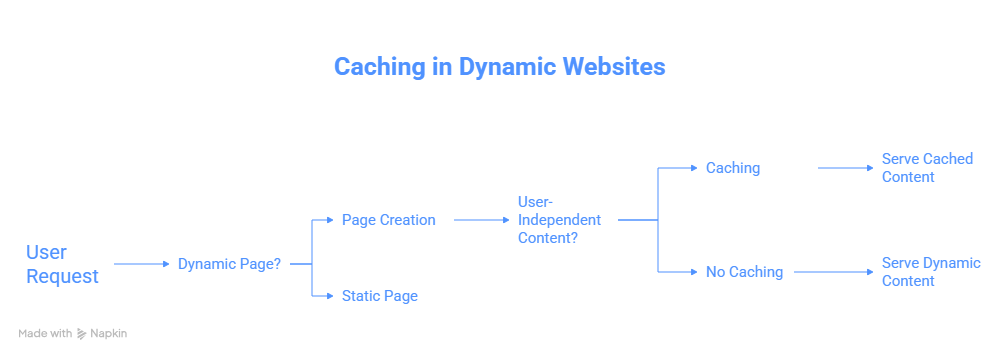 Caching in Dynamic Websites
User
Request
Dynamic Page?
Page Creation
Static Page
User-
Independent
Content?
Caching
No Caching
Serve Cached
Content
Serve Dynamic
Content
Made with Napkin